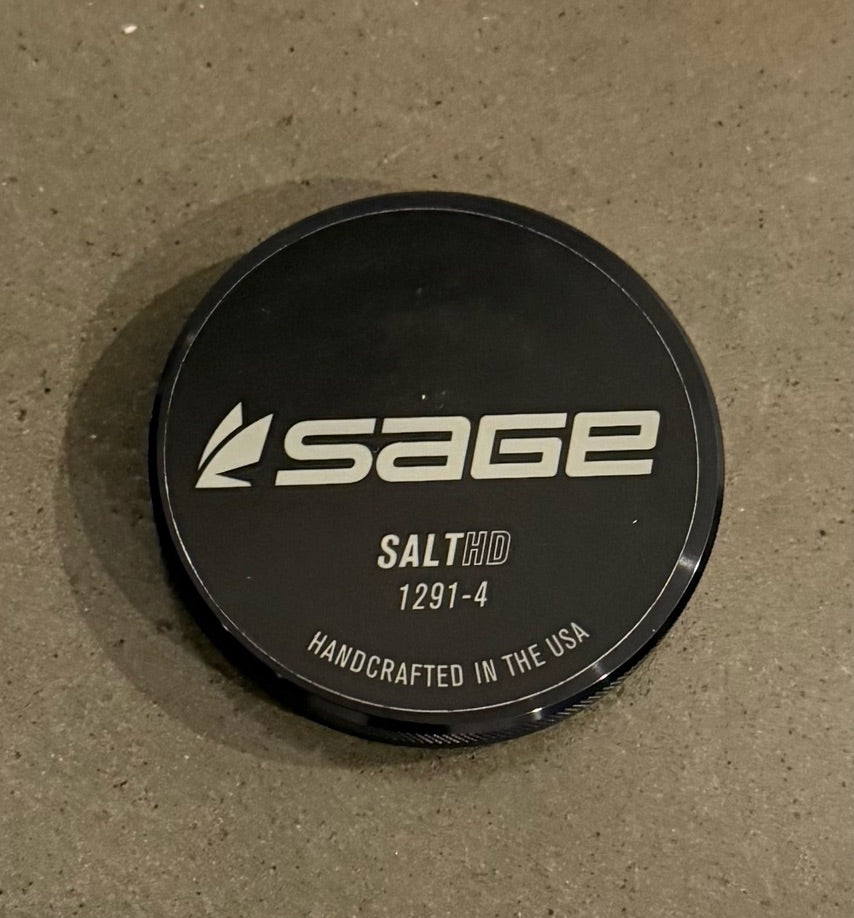 SAGE
SALTHD
1291-4
HANDCRAFTED IN THE USA